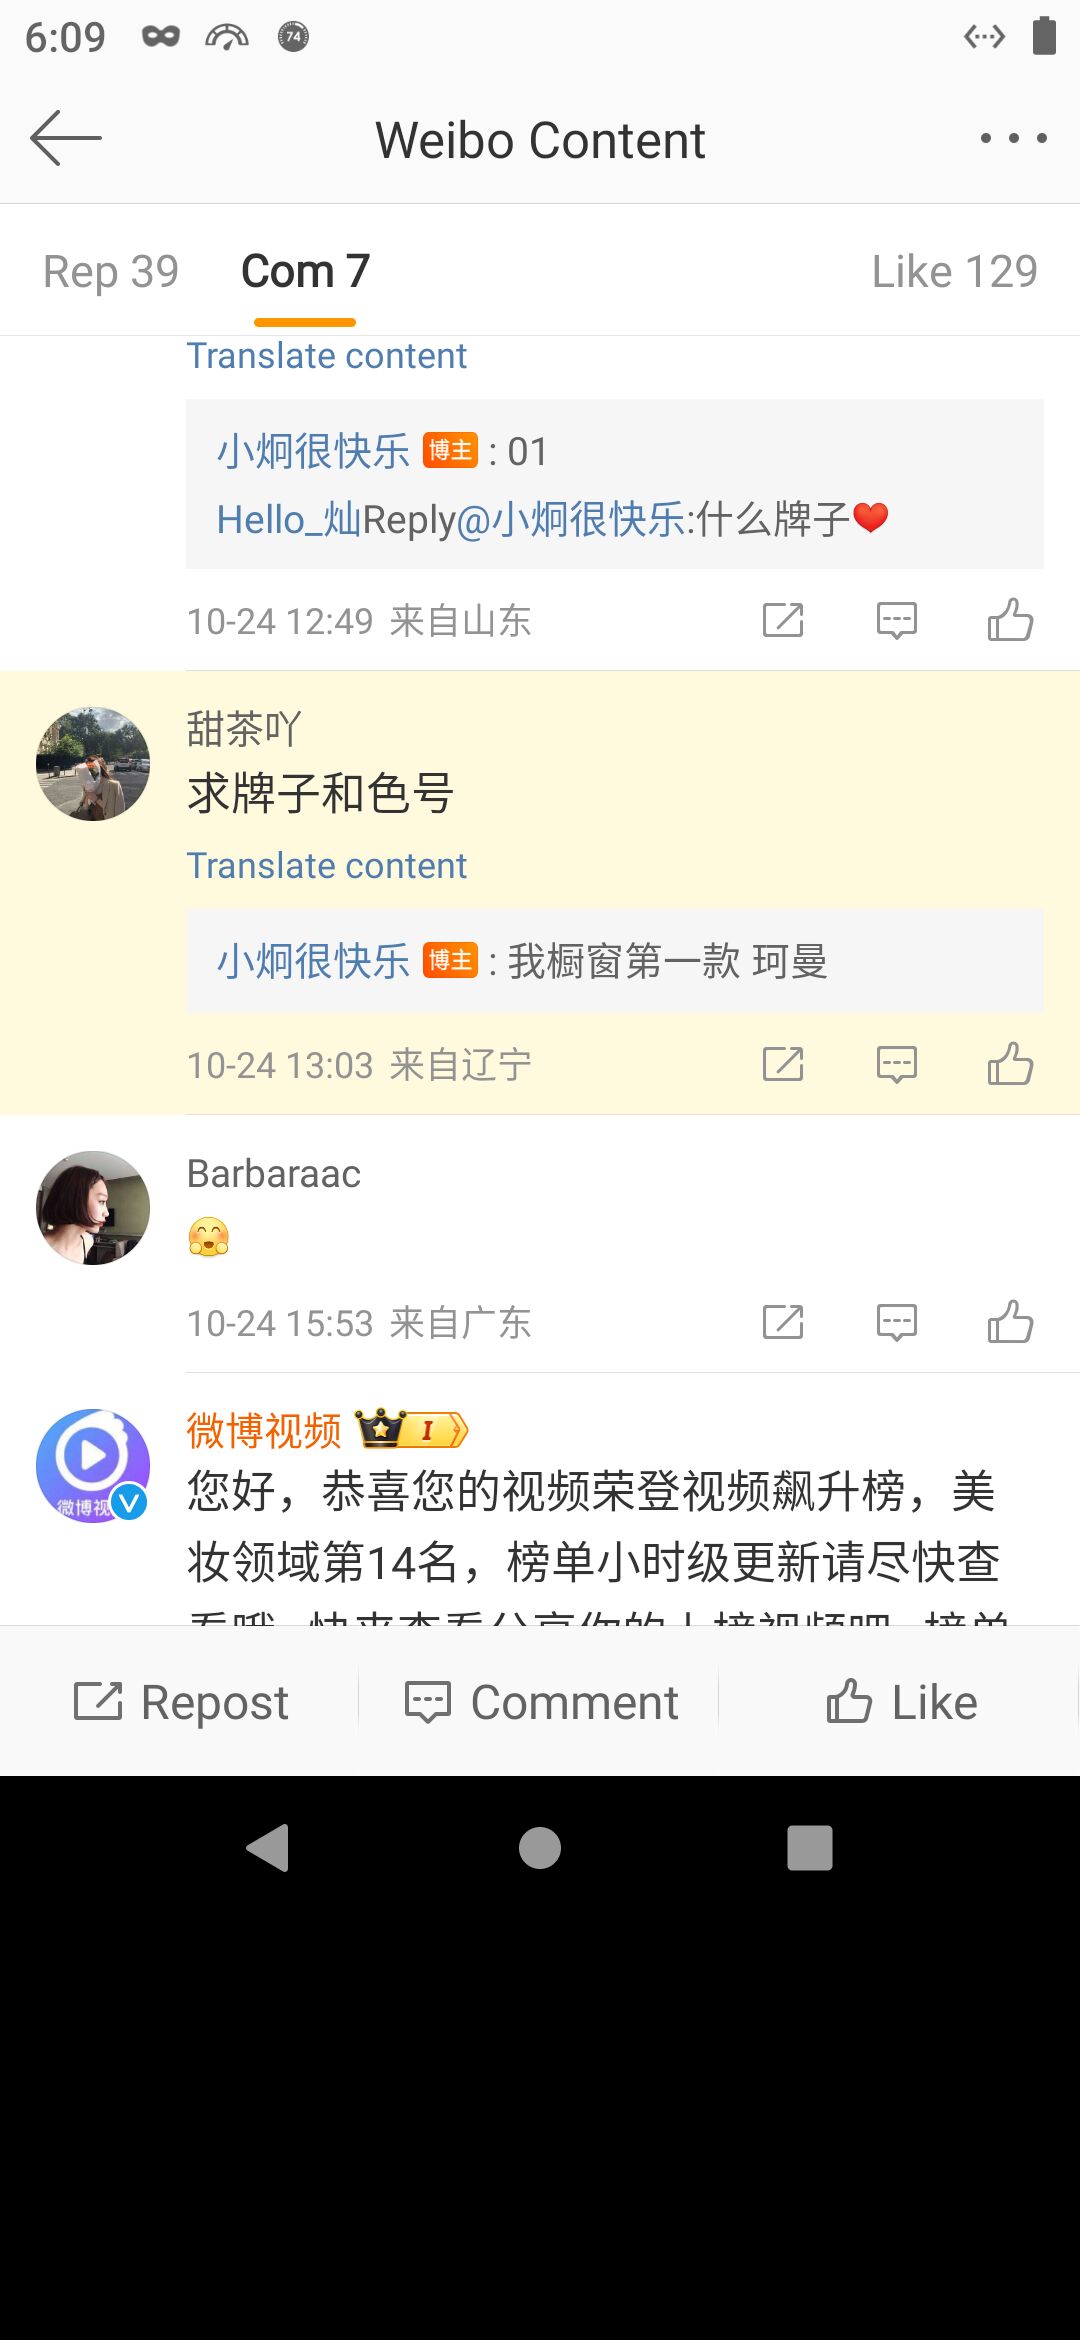 6:09
74
Weibo Content
Rep 39
Com 7
Like 129
Translate content
小炯很快乐 博主 : 01
Hello_灿Reply@小炯很快乐:什么牌子❤️
10-24 12:49 来自山东
甜茶吖
求牌子和色号
Translate content
小炯很快乐 博主 : 我橱窗第一款 珂曼
10-24 13:03 来自辽宁
Barbaraac
10-24 15:53 来自广东
微博视频 I
微博视
您好，恭喜您的视频荣登视频飙升榜，美
妆领域第14名，榜单小时级更新请尽快查
Repost
Comment
Like